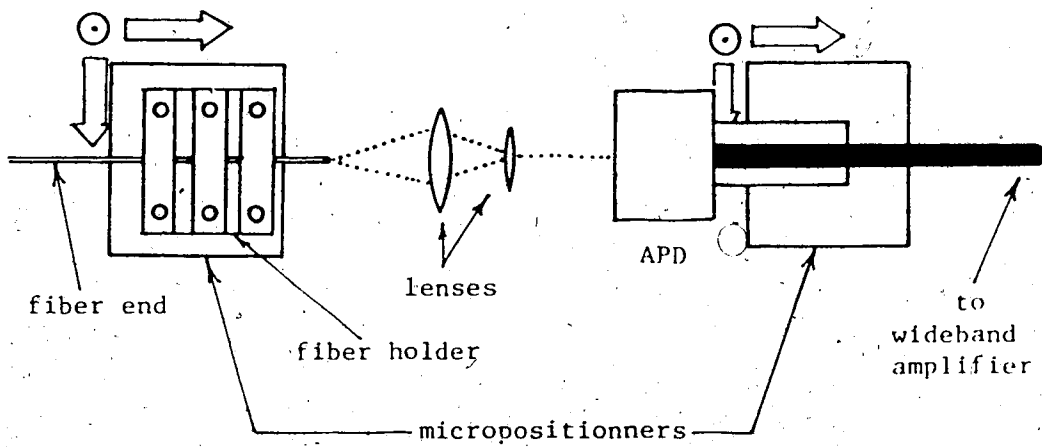 APD
lenses
fiber end
fiber holder
to
wideband
amplifier
micropositionners